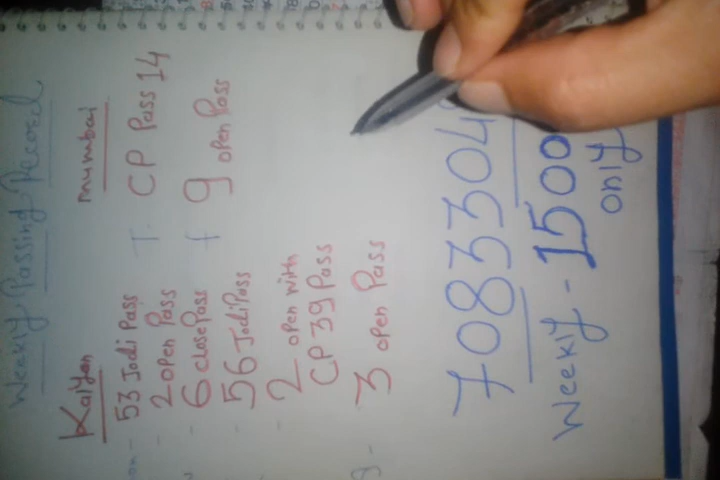 Weekly Passing Record
Kalyan mumbai
53 Jodi Pass + CP Pass 14
2 open Pass
6 close Pass + 9 open Pass
56 Jodi Pass
2 open with
CP 39 Pass
3 open Pass
7083304
Weekly - 1500
only